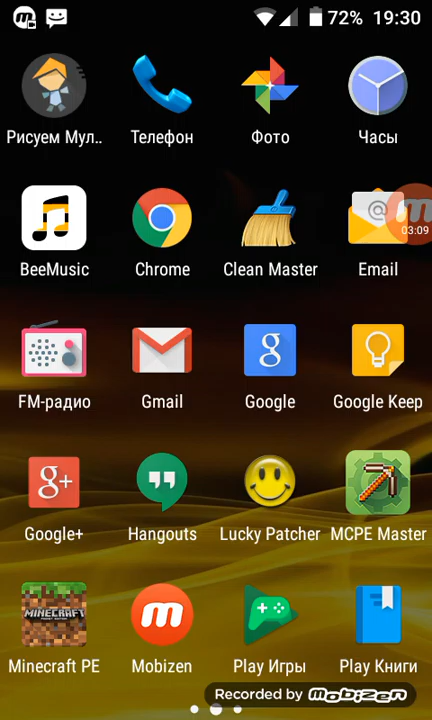 72% 19:30
Рисуем Мул.. Телефон Фото Часы
03:09
BeeMusic Chrome Clean Master Email
FM-радио Gmail Google Google Keep
Google+ Hangouts Lucky Patcher MCPE Master
MINECRAFT
Minecraft PE Mobizen Play Игры Play Книги
Recorded by mobizen